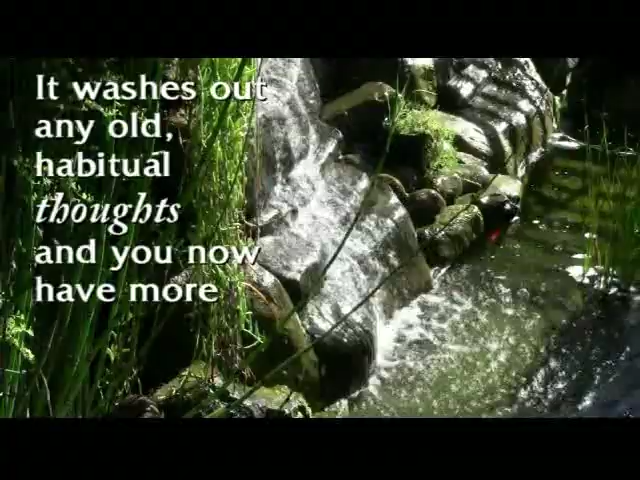 It washes out
any old,
habitual
thoughts
and you now
have more